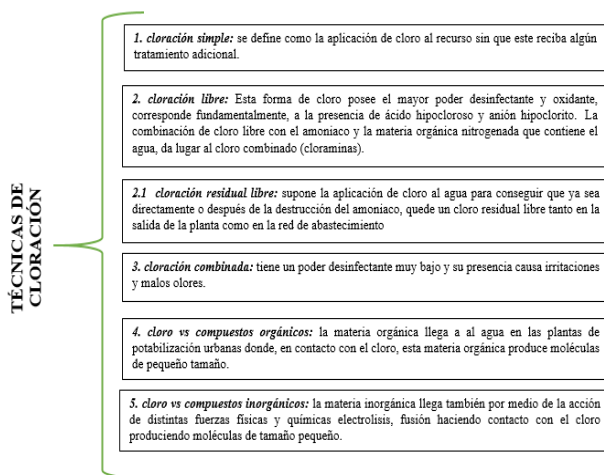 TÉCNICAS DE
CLORACIÓN
1. cloración simple: se define como la aplicación de cloro al recurso sin que este reciba algún
tratamiento adicional.
2. cloración libre: Esta forma de cloro posee el mayor poder desinfectante y oxidante,
corresponde fundamentalmente, a la presencia de ácido hipocloroso y anión hipoclorito. La
combinación de cloro libre con el amoniaco y la materia orgánica nitrogenada que contiene el
agua, da lugar al cloro combinado (cloraminas).
2.1 cloración residual libre: supone la aplicación de cloro al agua para conseguir que ya sea
directamente o después de la destrucción del amoniaco, quede un cloro residual libre tanto en la
salida de la planta como en la red de abastecimiento
3. cloración combinada: tiene un poder desinfectante muy bajo y su presencia causa irritaciones
y malos olores.
4. cloro vs compuestos orgánicos: la materia orgánica llega a al agua en las plantas de
potabilización urbanas donde, en contacto con el cloro, esta materia orgánica produce moléculas
de pequeño tamaño.
5. cloro vs compuestos inorgánicos: la materia inorgánica llega también por medio de la acción
de distintas fuerzas físicas y químicas electrolisis, fusión haciendo contacto con el cloro
produciendo moléculas de tamaño pequeño.